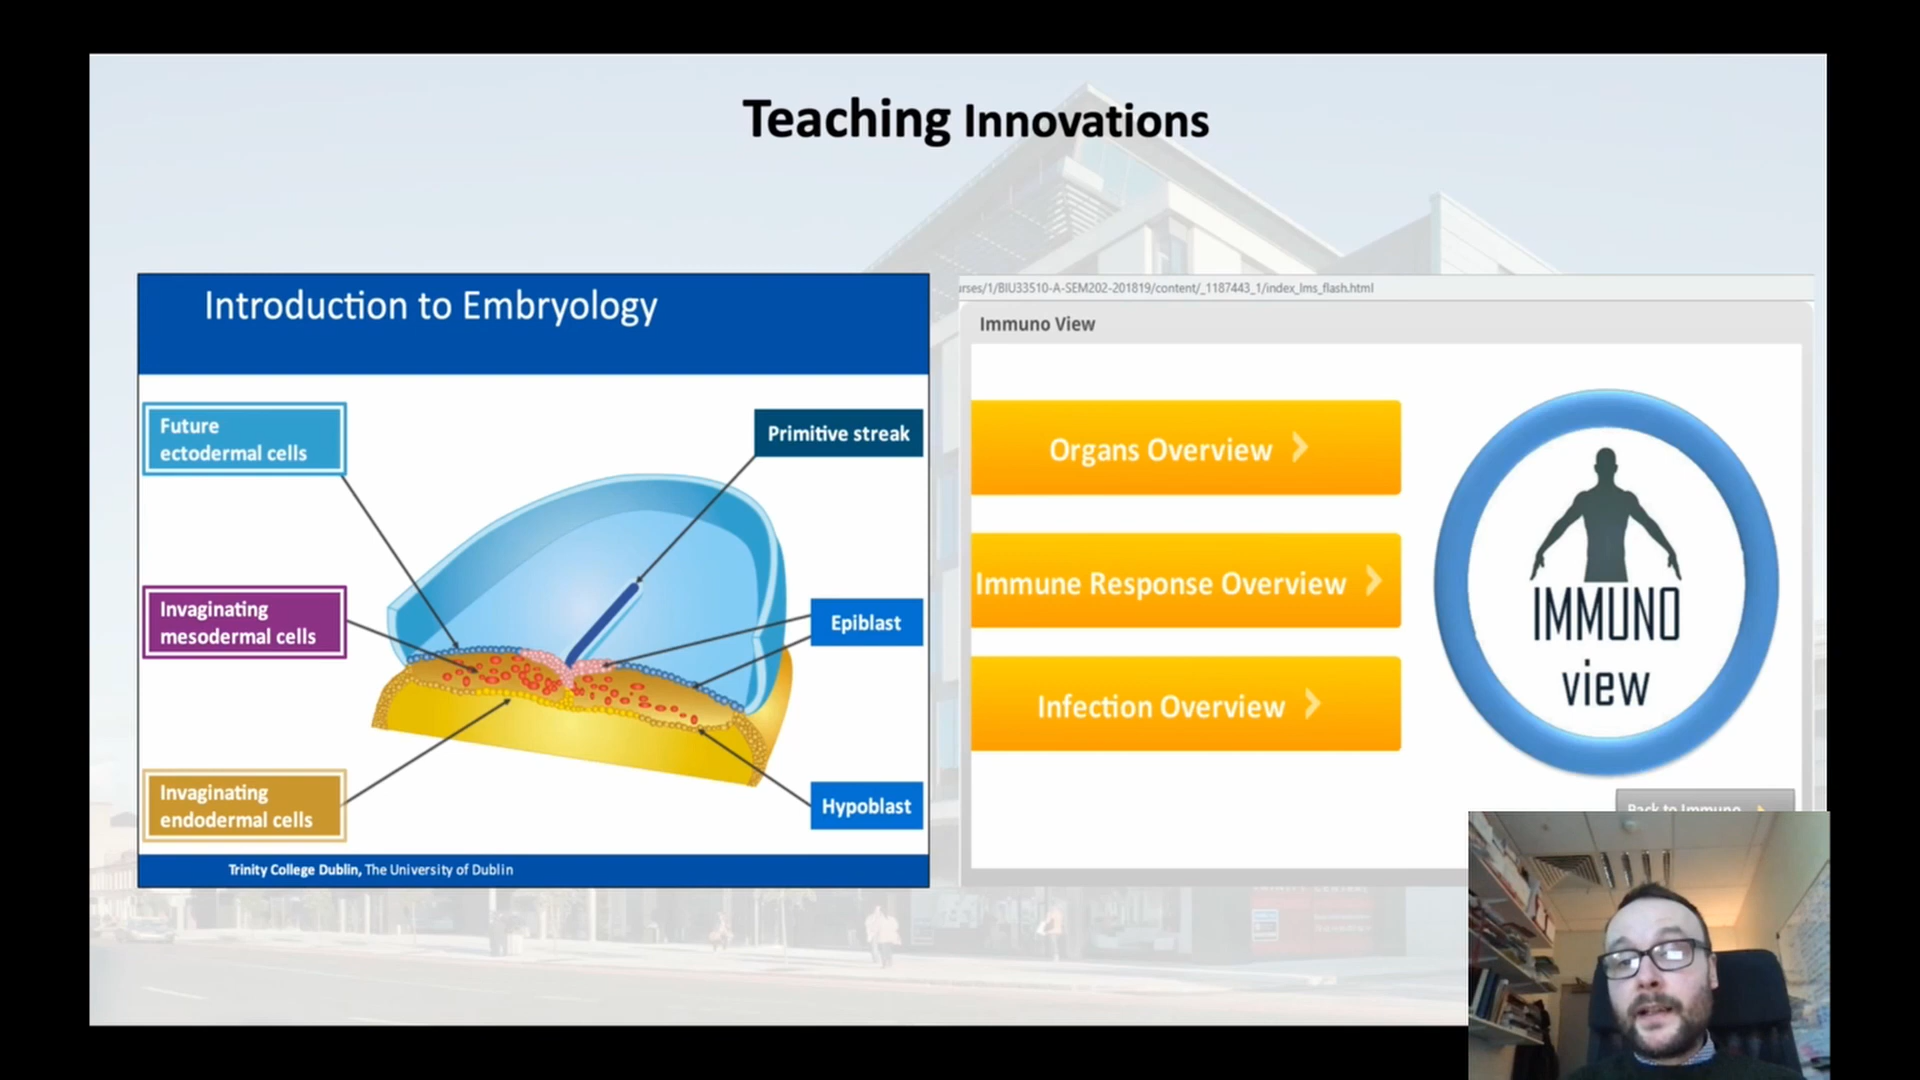 Teaching Innovations
Introduction to Embryology
Future
ectodermal cells
Primitive streak
Invaginating
mesodermal cells
Epiblast
Invaginating
endodermal cells
Hypoblast
Trinity College Dublin, The University of Dublin
urses/1/BIU33510-A-SEM202-201819/content/_1187443_1/index_lms_flash.html
Immuno View
Organs Overview
Immune Response Overview
Infection Overview
IMMUNO
view
Back to Immuno